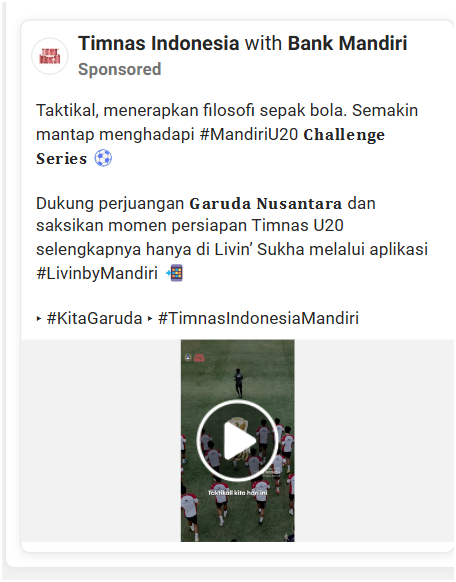 Timnas Indonesia with Bank Mandiri
Sponsored
Taktikal, menerapkan filosofi sepak bola. Semakin
mantap menghadapi #MandiriU20 𝐂𝐡𝐚𝐥𝐥𝐞𝐧𝐠𝐞
𝐒𝐞𝐫𝐢𝐞𝐬 ⚽
Dukung perjuangan 𝐆𝐚𝐫𝐮𝐝𝐚 𝐍𝐮𝐬𝐚𝐧𝐭𝐚𝐫𝐚 dan
saksikan momen persiapan Timnas U20
selengkapnya hanya di Livin’ Sukha melalui aplikasi
#LivinbyMandiri 📲
‣ #KitaGaruda ‣ #TimnasIndonesiaMandiri
Taktikall kita hari ini